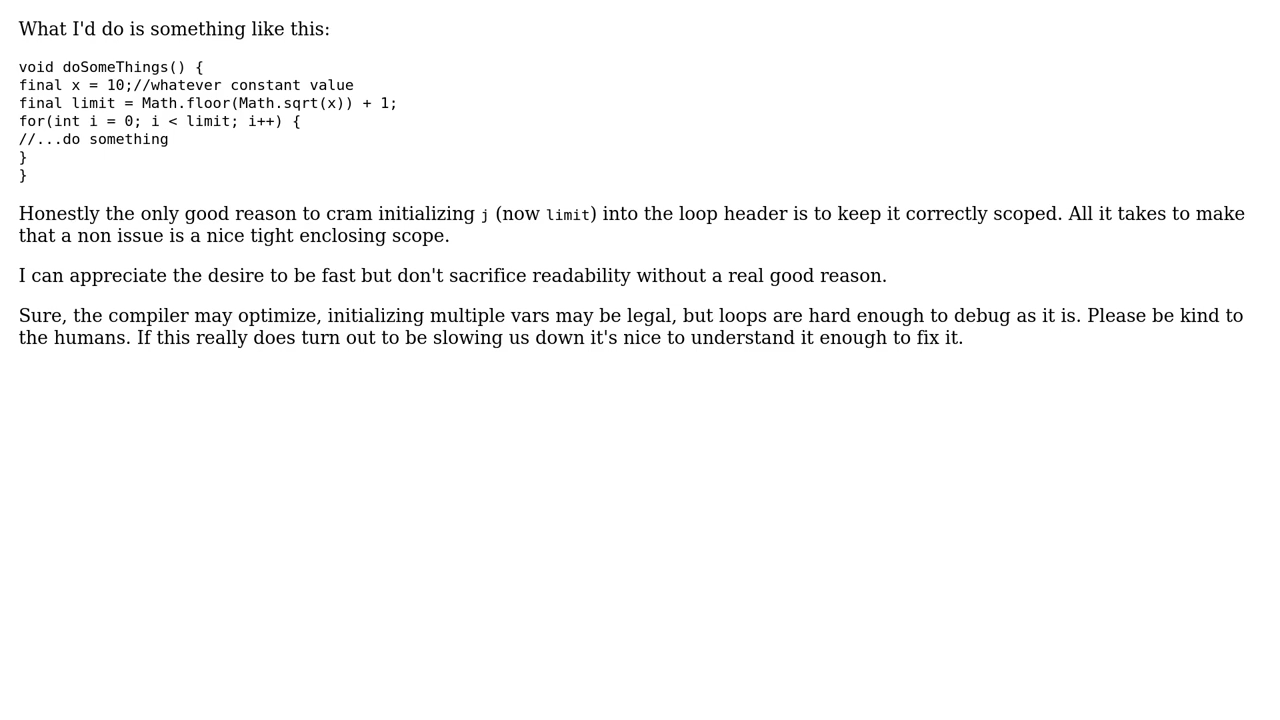 What I'd do is something like this:
void doSomeThings() {
final x = 10;//whatever constant value
final limit = Math.floor(Math.sqrt(x)) + 1;
for(int i = 0; i < limit; i++) {
//...do something
}
}
Honestly the only good reason to cram initializing j (now limit) into the loop header is to keep it correctly scoped. All it takes to make
that a non issue is a nice tight enclosing scope.
I can appreciate the desire to be fast but don't sacrifice readability without a real good reason.
Sure, the compiler may optimize, initializing multiple vars may be legal, but loops are hard enough to debug as it is. Please be kind to
the humans. If this really does turn out to be slowing us down it's nice to understand it enough to fix it.